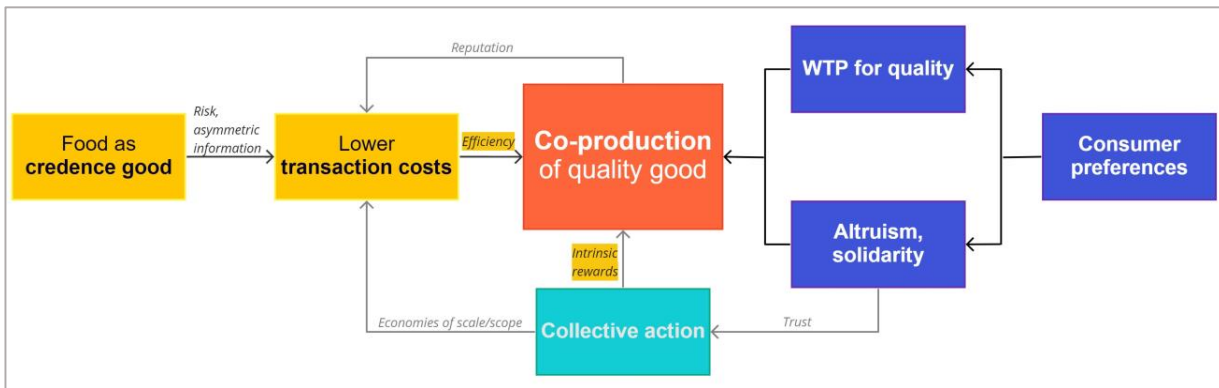 Reputation
WTP for quality
Risk,
asymmetric
information
Food as
credence good
Lower
transaction costs
Efficiency
Co-production
of quality good
Consumer
preferences
Altruism,
solidarity
Intrinsic
rewards
Economies of scale/scope
Collective action
Trust